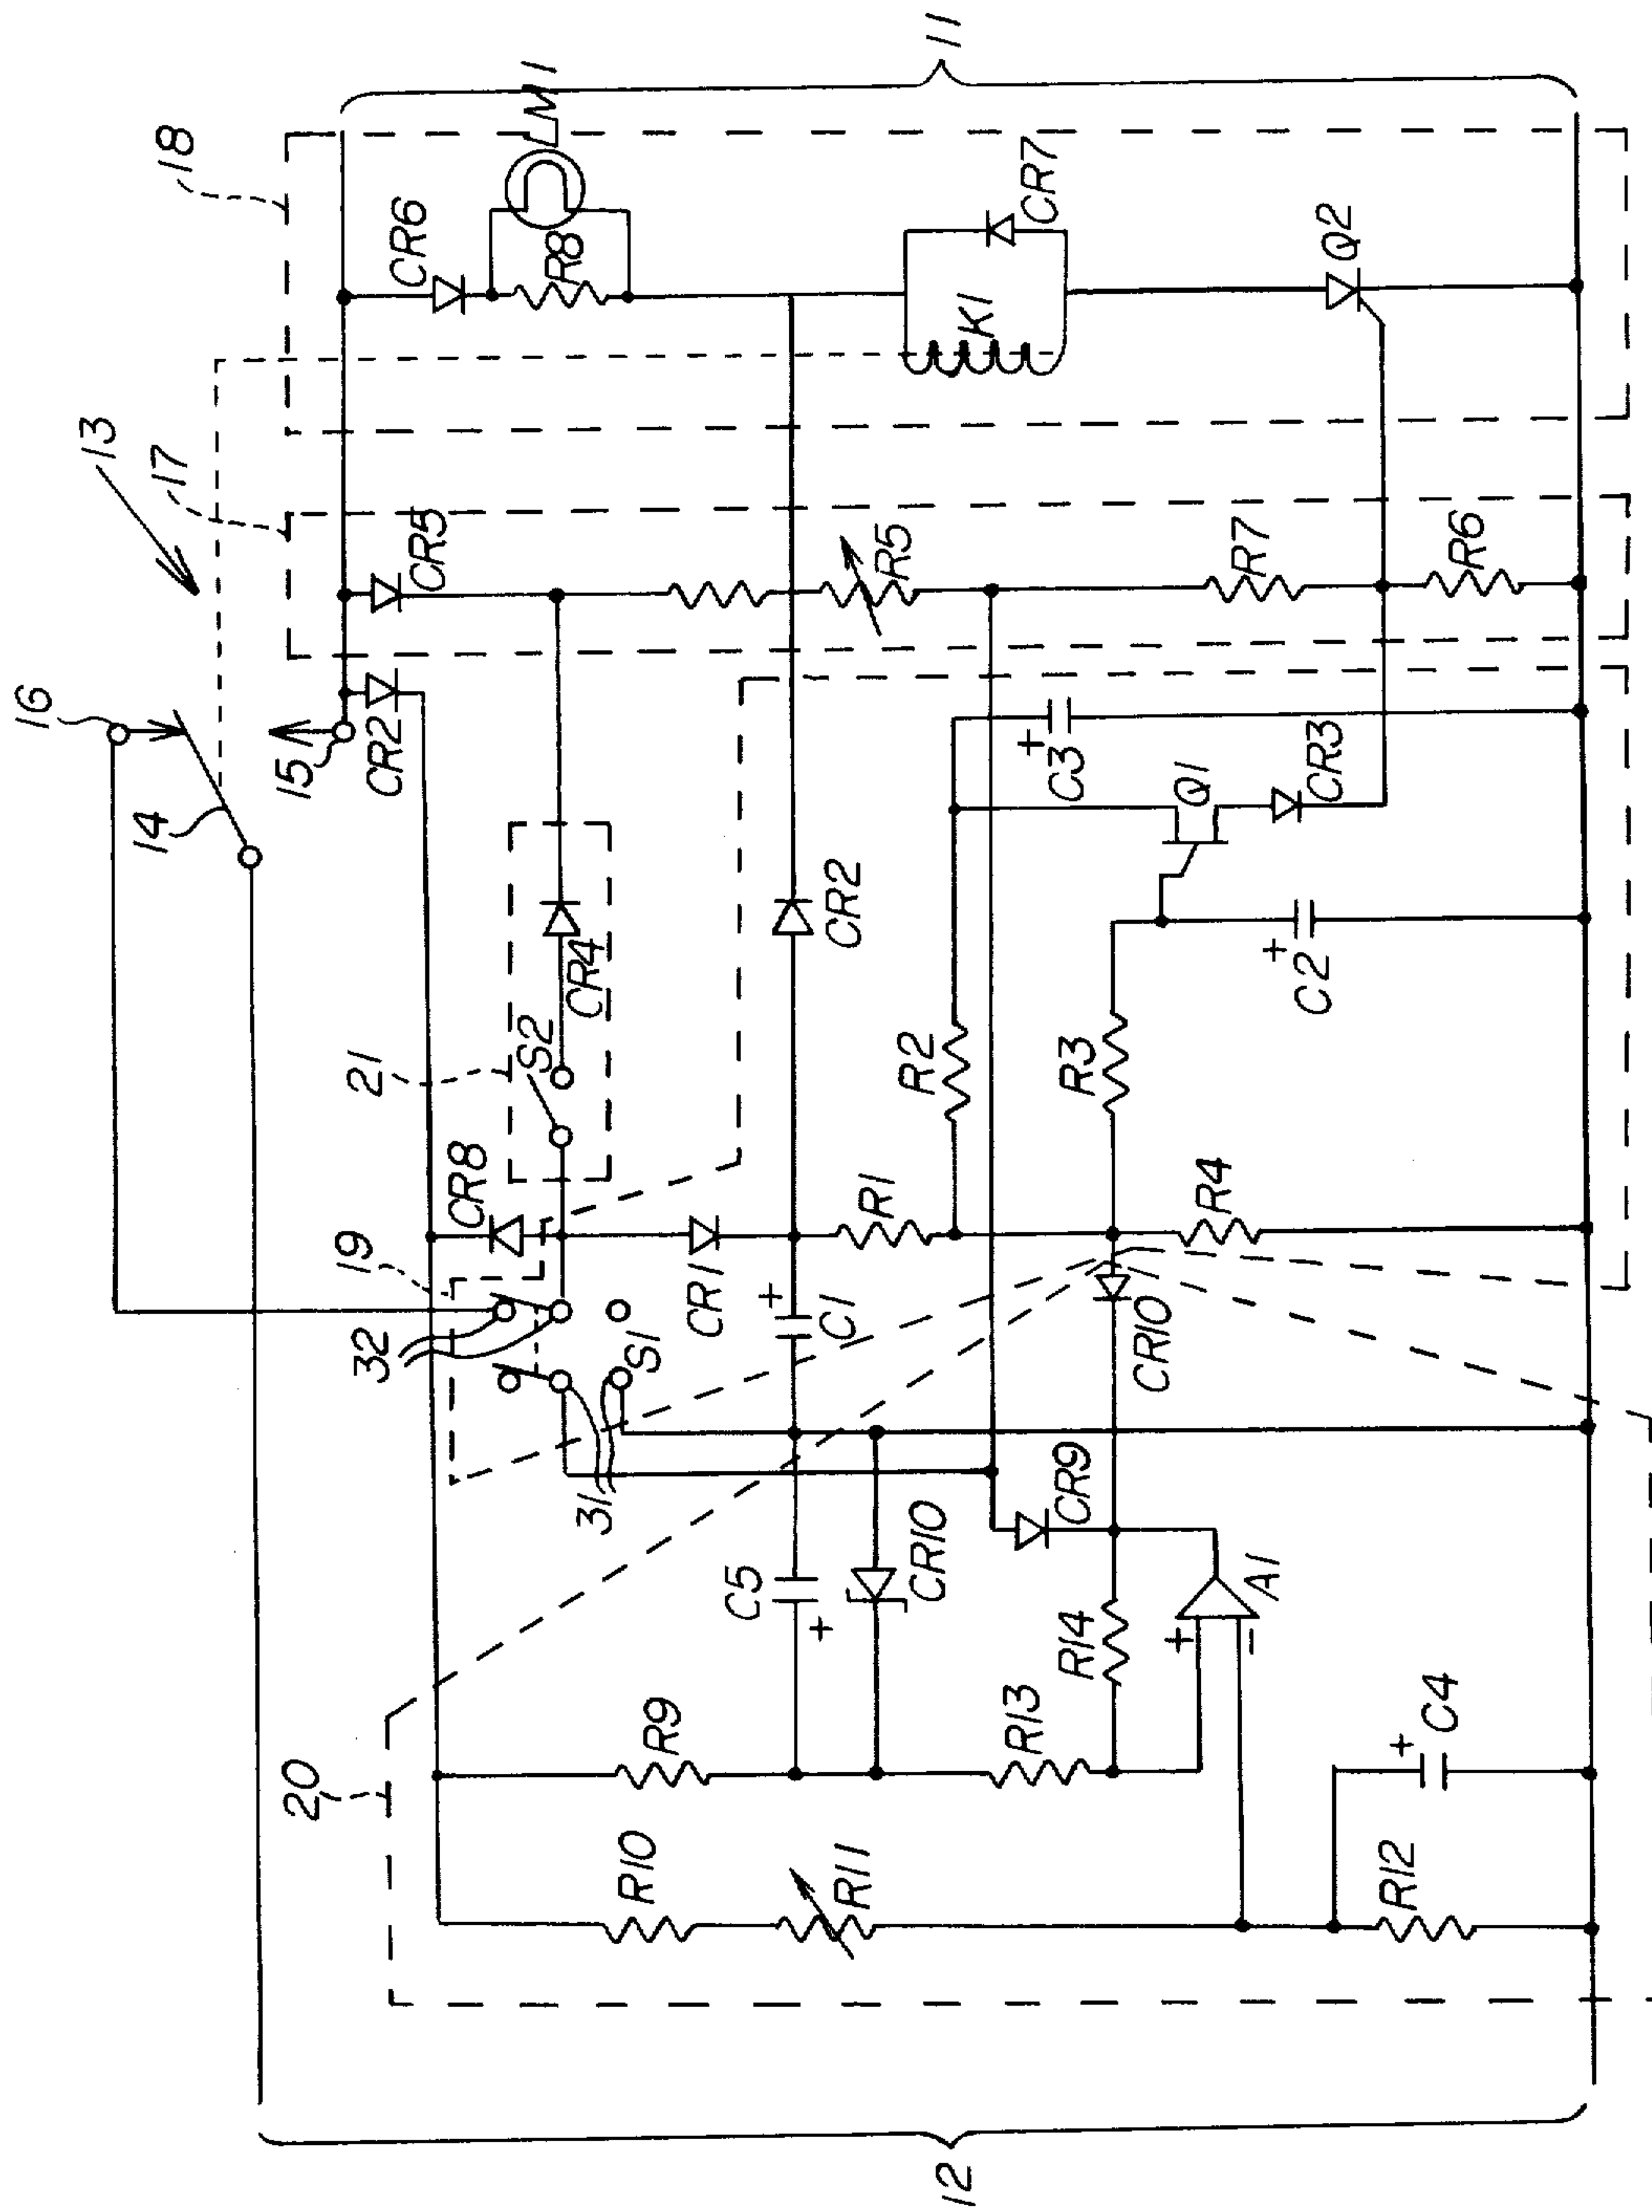 18
11
LM1
CR6
R8
CR7
K1
Q2
13
17
CR5
R5
R7
R6
16
15
14
CR2
+
C3
Q1
CR3
21
S2
CR4
CR2
+
C2
R2
R3
19
CR8
R1
R4
32
CR1
+
C1
S1
CR10
31
CR9
C5
+
CR10
R14
A1
+
−
20
R9
R13
+
C4
R10
R11
R12
12